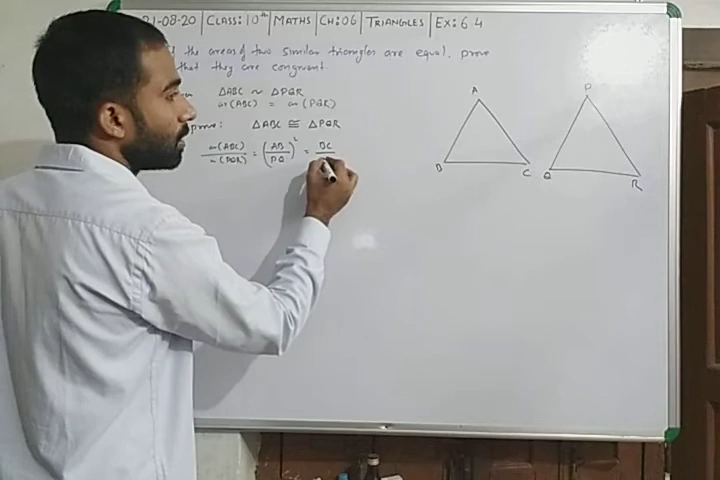 21-08-20 | CLASS: 10th | MATHS | CH: 06 | TRIANGLES | EX: 6.4
the areas of two similar triangles are equal, prove
that they are congruent.
ΔABC ~ ΔPQR
ar(ABC) = ar(PQR)
prove: ΔABC ≅ ΔPQR
ar(ABC)/ar(PQR) = (AB/PQ)² = BC/
A
B C
P
Q R